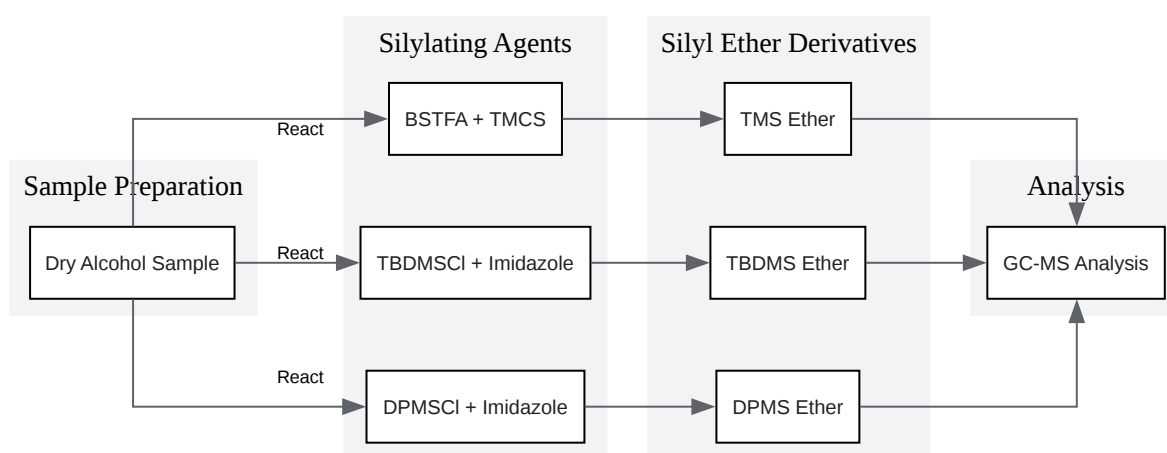 Silylating Agents
Silyl Ether Derivatives
BSTFA + TMCS
TMS Ether
React
Sample Preparation
Analysis
Dry Alcohol Sample
React
TBDMSCl + Imidazole
TBDMS Ether
GC-MS Analysis
React
DPMSCl + Imidazole
DPMS Ether